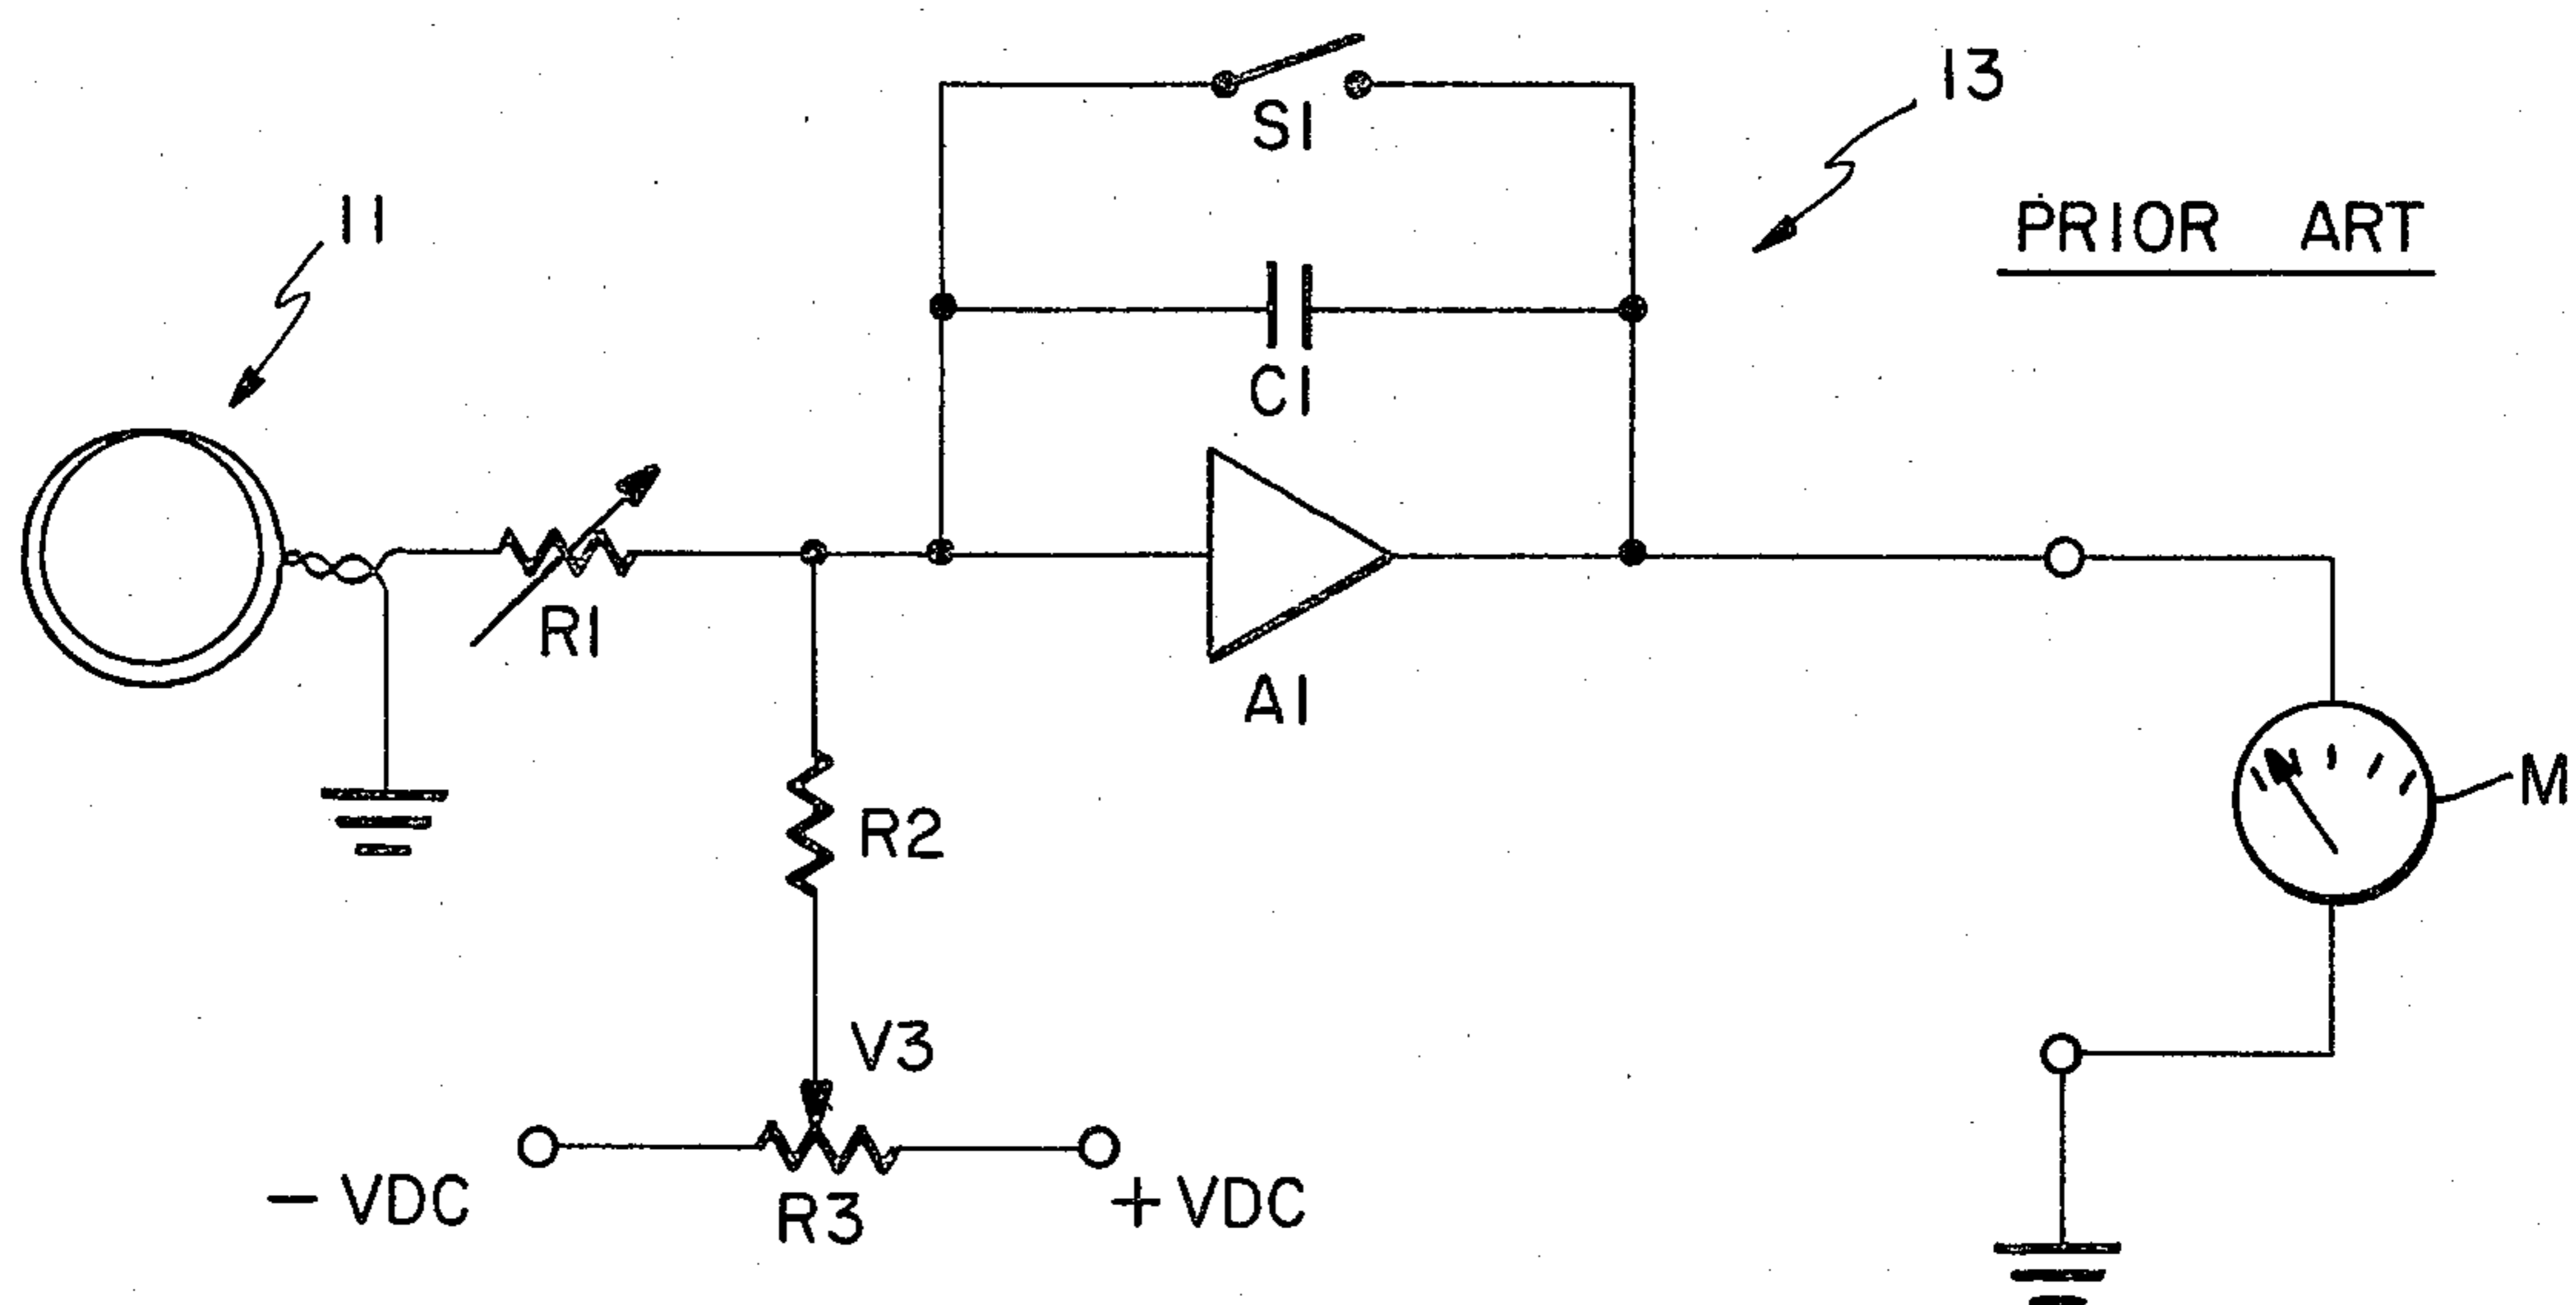 13
S1
11
PRIOR ART
C1
R1
A1
R2
M
V3
– VDC
R3
+ VDC